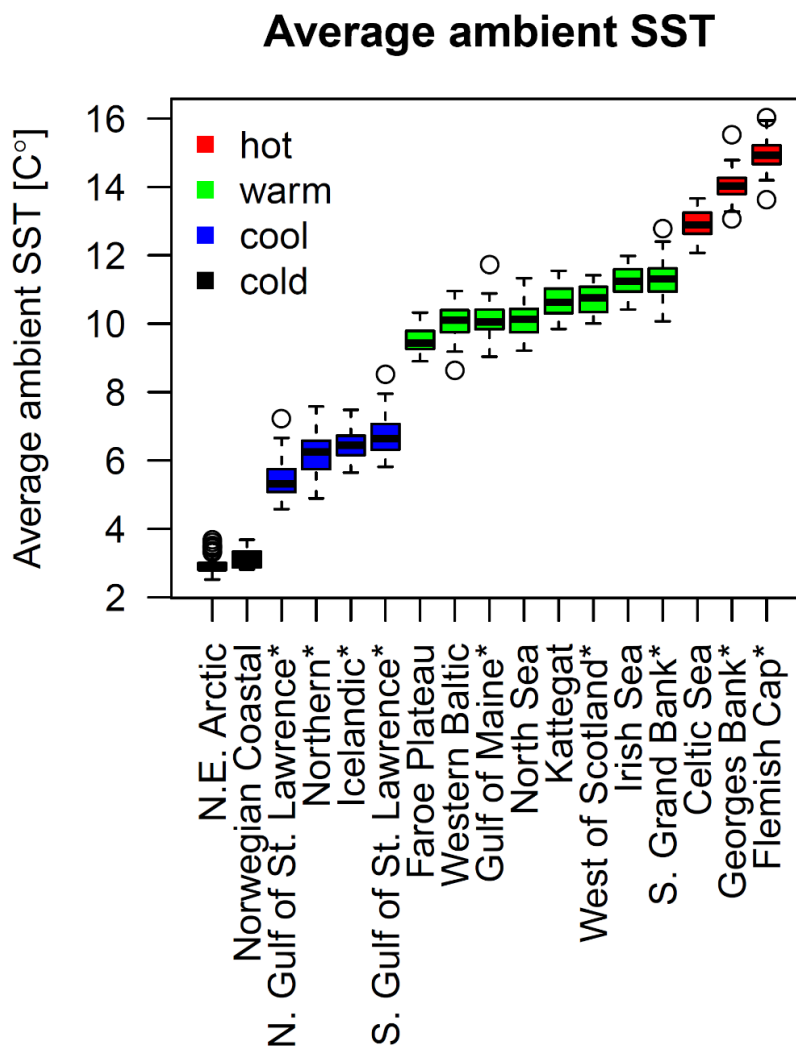 Average ambient SST
Average ambient SST [C°]
16
14
12
10
8
6
4
2
hot
warm
cool
cold
N.E. Arctic
Norwegian Coastal
N. Gulf of St. Lawrence*
Northern*
Icelandic*
S. Gulf of St. Lawrence*
Faroe Plateau
Western Baltic
Gulf of Maine*
North Sea
Kattegat
West of Scotland*
Irish Sea
S. Grand Bank*
Celtic Sea
Georges Bank*
Flemish Cap*